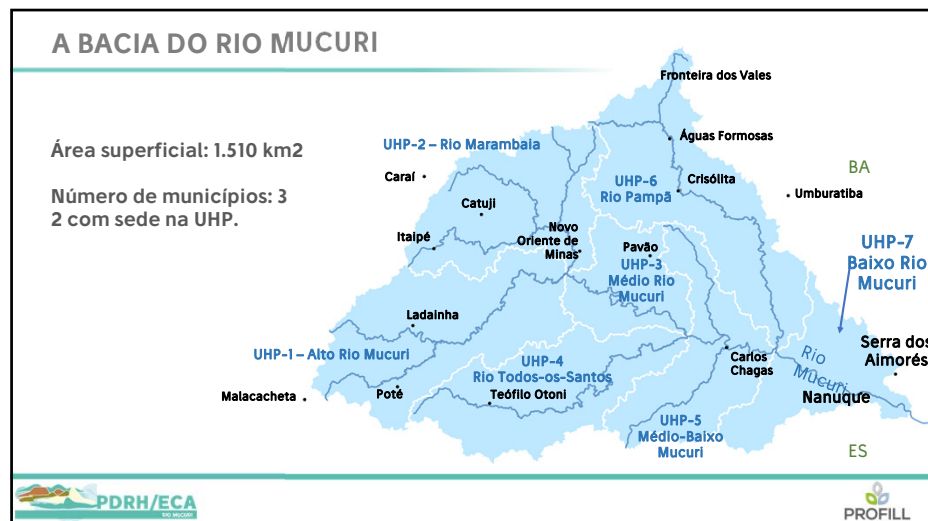 A BACIA DO RIO MUCURI
Área superficial: 1.510 km2
Número de municípios: 3
2 com sede na UHP.
Fronteira dos Vales
Águas Formosas
UHP-2 – Rio Marambaia
BA
Caraí
Crisólita
UHP-6
Rio Pampã
Umburatiba
Catuji
Novo
Oriente de
Minas
Itaipé
Pavão
UHP-3
Médio Rio
Mucuri
UHP-7
Baixo Rio
Mucuri
Ladainha
UHP-1 – Alto Rio Mucuri
UHP-4
Rio Todos-os-Santos
Carlos
Chagas
Rio
Mucuri
Serra dos
Aimorés
Malacacheta
Poté
Teófilo Otoni
Nanuque
UHP-5
Médio-Baixo
Mucuri
ES
PDRH/ECA
RIO MUCURI
PROFILL